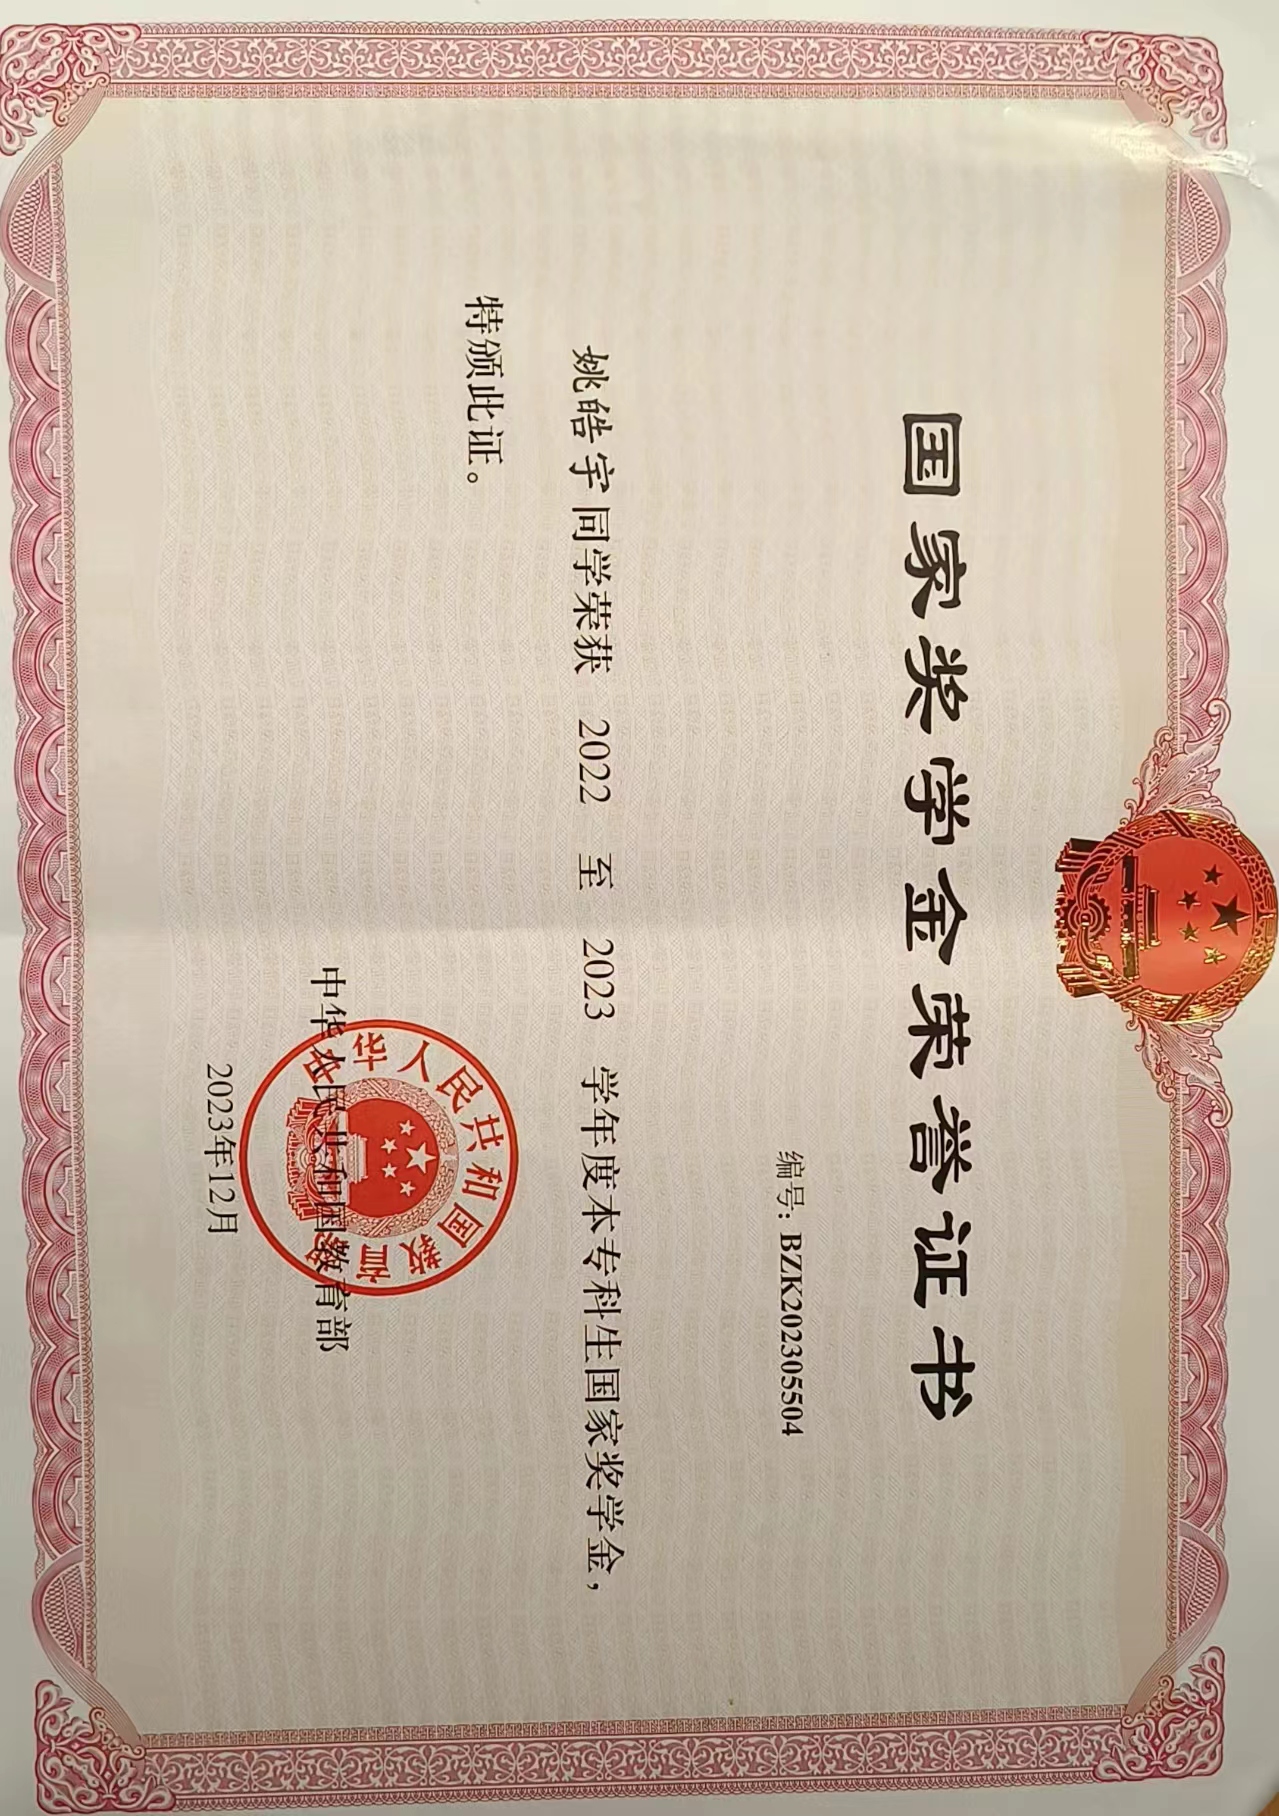 国家奖学金荣誉证书
编号: BZK202305504
姚皓宇同学荣获 2022 至 2023 学年度本专科生国家奖学金，
特颁此证。
中华人民共和国教育部
中华人民共和国教育部
2023年12月